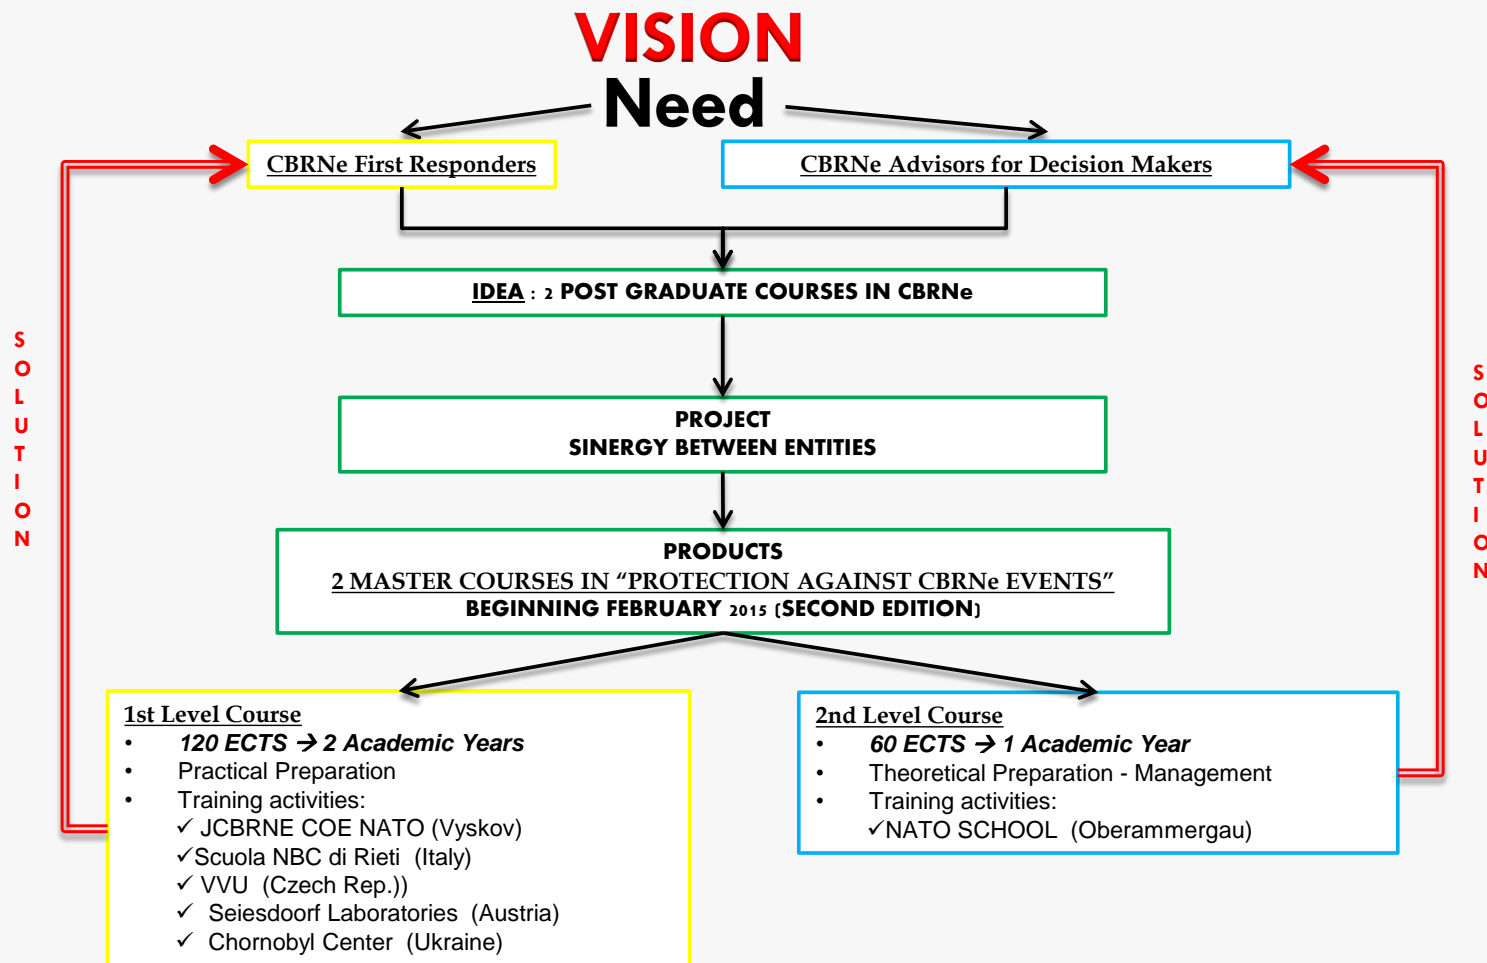 VISION
Need
CBRNe First Responders
CBRNe Advisors for Decision Makers
IDEA : 2 POST GRADUATE COURSES IN CBRNe
SOLUTION
SOLUTION
PROJECT
SINERGY BETWEEN ENTITIES
PRODUCTS
2 MASTER COURSES IN “PROTECTION AGAINST CBRNe EVENTS”
BEGINNING FEBRUARY 2015 (SECOND EDITION)
1st Level Course
• 120 ECTS → 2 Academic Years
• Practical Preparation
• Training activities:
✓ JCBRNE COE NATO (Vyskov)
✓Scuola NBC di Rieti (Italy)
✓ VVU (Czech Rep.))
✓ Seiesdoorf Laboratories (Austria)
✓ Chornobyl Center (Ukraine)
2nd Level Course
• 60 ECTS → 1 Academic Year
• Theoretical Preparation - Management
• Training activities:
✓NATO SCHOOL (Oberammergau)